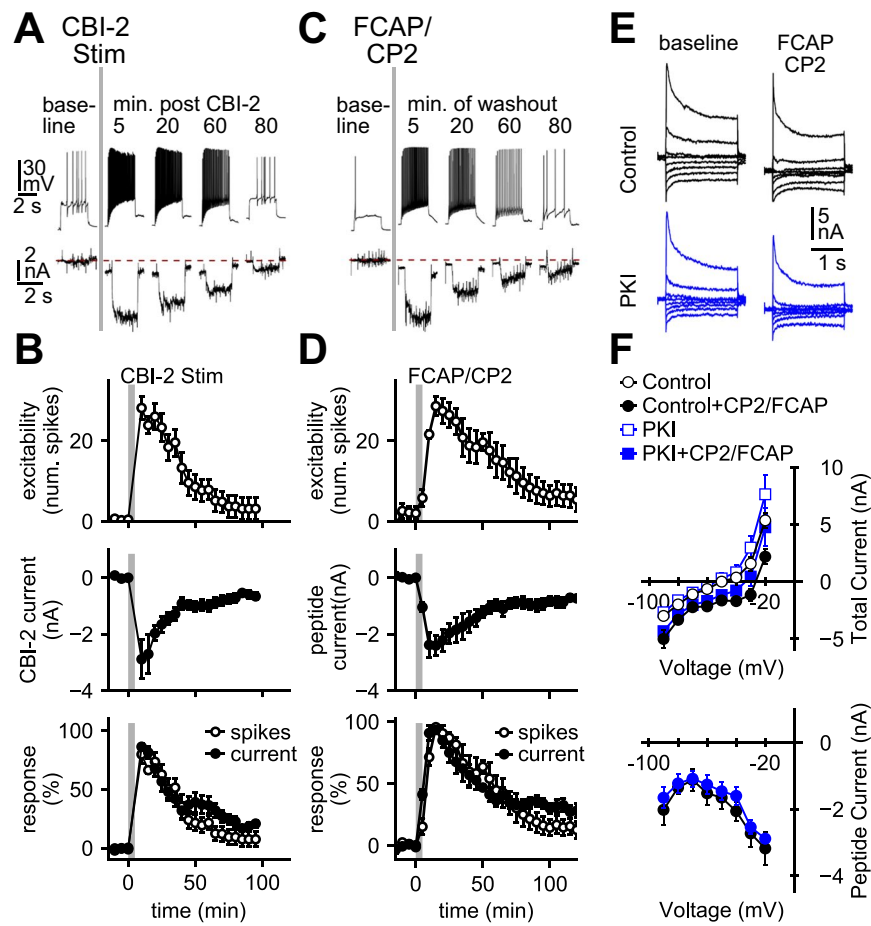 A
CBI-2
Stim
base-
line
min. post CBI-2
5 20 60 80
30
mV
2 s
2
nA
2 s
C
FCAP/
CP2
base-
line
min. of washout
5 20 60 80
E
baseline
FCAP
CP2
Control
PKI
5
nA
1 s
B
CBI-2 Stim
excitability
(num. spikes)
20
0
CBI-2 current
(nA)
0
−2
−4
response
(%)
100
50
0
spikes
current
0 50 100
time (min)
D
FCAP/CP2
excitability
(num. spikes)
20
0
peptide
current(nA)
0
−2
−4
response
(%)
100
50
0
spikes
current
0 50 100
time (min)
F
Control
Control+CP2/FCAP
PKI
PKI+CP2/FCAP
10
5
0
−5
Total Current (nA)
-100 -20
Voltage (mV)
0
−2
−4
Peptide Current (nA)
-100 -20
Voltage (mV)